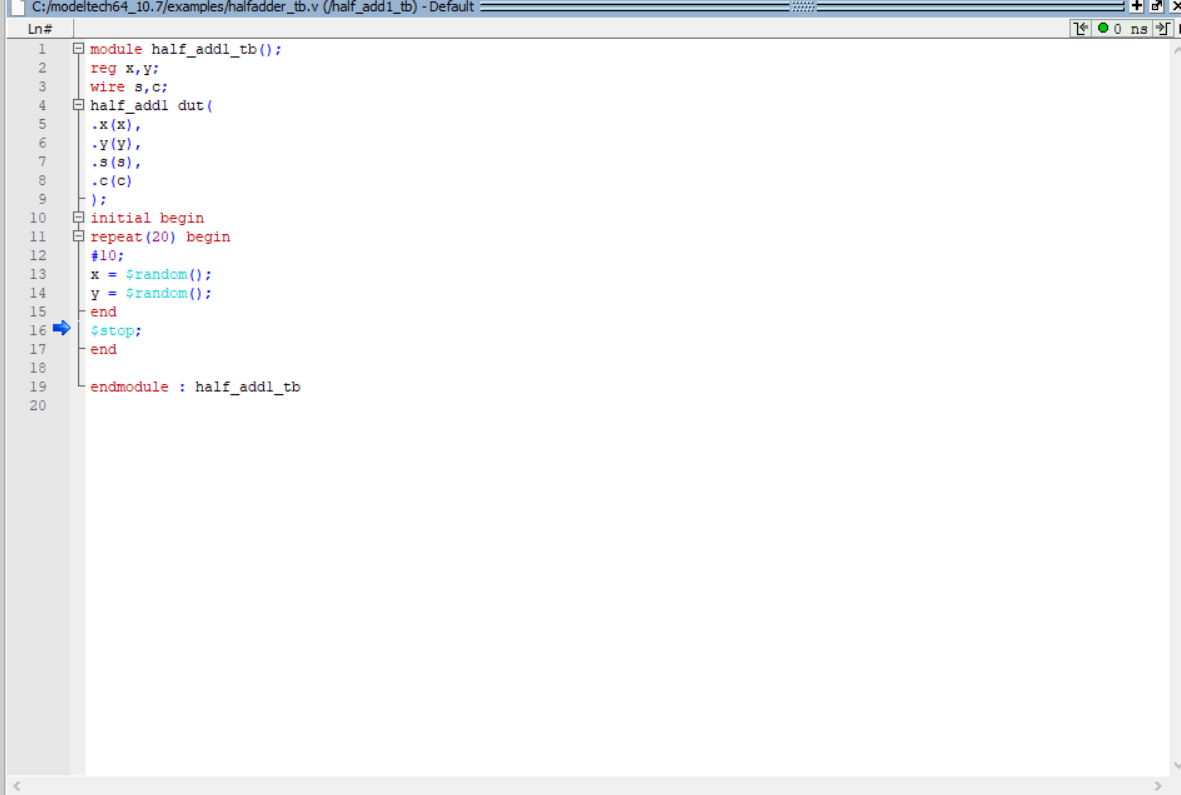 C:/modeltech64_10.7/examples/halfadder_tb.v (/half_add1_tb) - Default
Ln#
0 ns
1 module half_add1_tb();
2 reg x,y;
3 wire s,c;
4 half_add1 dut(
5 .x(x),
6 .y(y),
7 .s(s),
8 .c(c)
9 );
10 initial begin
11 repeat(20) begin
12 #10;
13 x = $random();
14 y = $random();
15 end
16 $stop;
17 end
18
19 endmodule : half_add1_tb
20